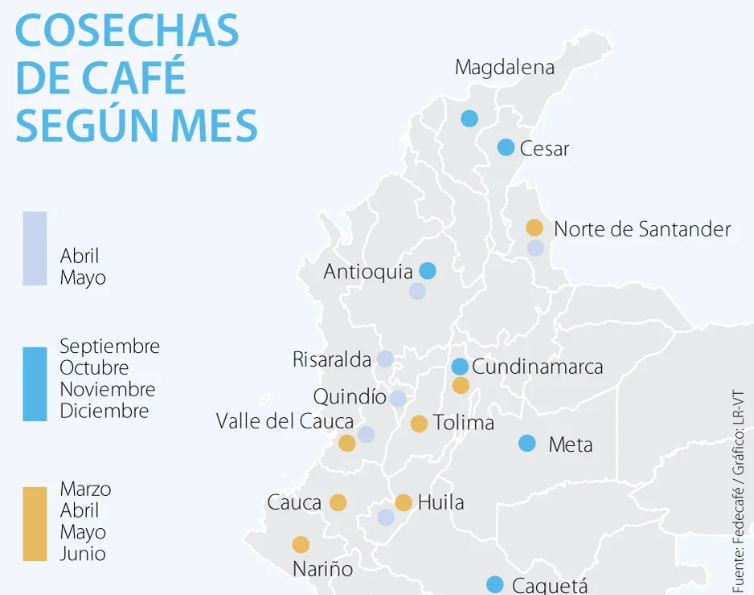 COSECHAS
DE CAFÉ
SEGÚN MES
Magdalena
Cesar
Norte de Santander
Abril
Mayo
Antioquia
Septiembre
Octubre
Noviembre
Diciembre
Risaralda
Cundinamarca
Quindío
Valle del Cauca
Tolima
Meta
Marzo
Abril
Mayo
Junio
Cauca
Huila
Nariño
Caquetá
Fuente: Fedecafé / Gráfico: LR-VT